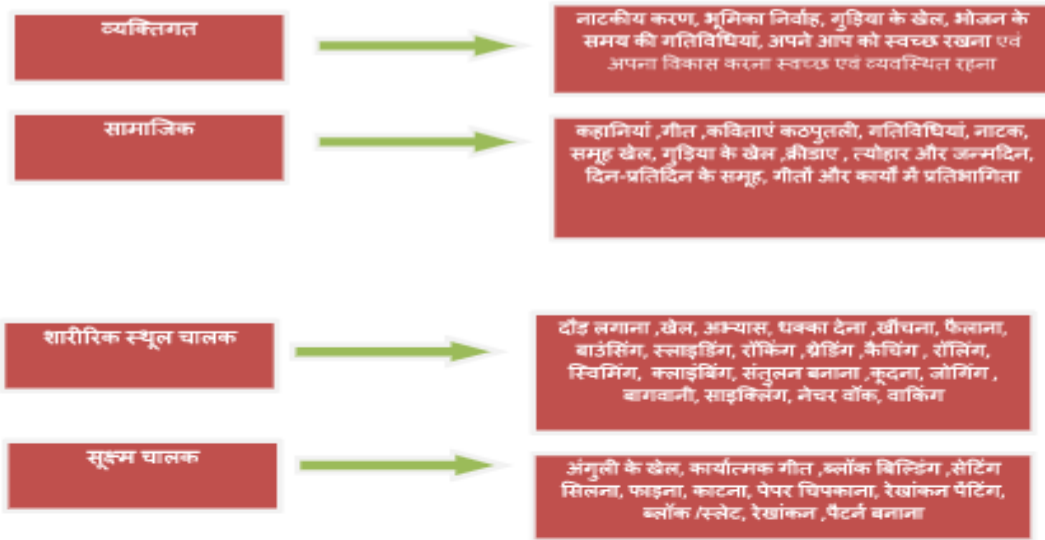 व्यक्तिगत
नाटकीय करण, भूमिका निर्वाह, गुड़िया के खेल, भोजन के
समय की गतिविधियां, अपने आप को स्वच्छ रखना एवं
अपना विकास करना स्वच्छ एवं व्यवस्थित रहना
सामाजिक
कहानियां ,गीत ,कविताएं कठपुतली, गतिविधियां, नाटक,
समूह खेल, गुड़िया के खेल ,क्रीडाए , त्योहार और जन्मदिन,
दिन-प्रतिदिन के समूह, गीतों और कार्यों में प्रतिभागिता
शारीरिक स्थूल चालक
दौड़ लगाना ,खेल, अभ्यास, धक्का देना ,खींचना, फैलाना,
बाउंसिंग, स्लाइडिंग, रॉकिंग ,थ्रेडिंग ,कैचिंग , रॉलिंग,
स्विमिंग, क्लाइंबिंग, संतुलन बनाना ,कूदना, जोगिंग ,
बागवानी, साइक्लिंग, नेचर वॉक, वाकिंग
सूक्ष्म चालक
अंगुली के खेल, कार्यात्मक गीत ,ब्लॉक बिल्डिंग ,सेटिंग
सिलना, फाड़ना, काटना, पेपर चिपकाना, रेखांकन पेंटिंग,
ब्लॉक /स्लेट, रेखांकन ,पैटर्न बनाना